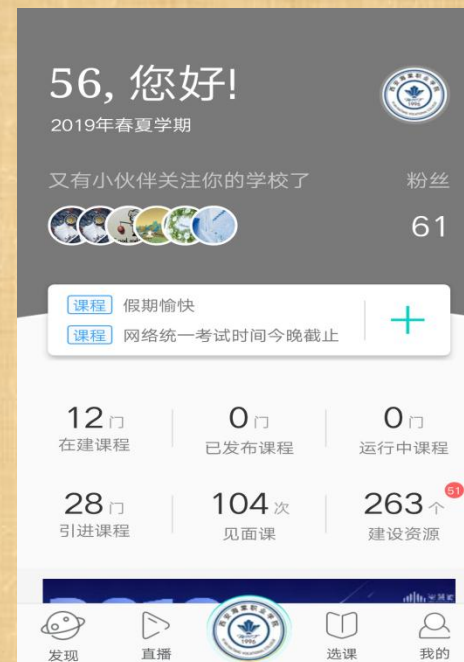 56, 您好!
2019年春夏学期
又有小伙伴关注你的学校了
粉丝
61
课程 假期愉快
课程 网络统一考试时间今晚截止
12门
0门
0门
在建课程
已发布课程
运行中课程
28门
104次
263个
51
引进课程
见面课
建设资源
1996
发现
直播
选课
我的